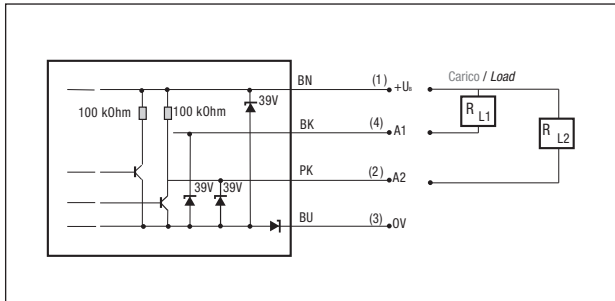 BN (1) +UB Carico / Load
100 kOhm 100 kOhm 39V
R L1
BK (4) A1
R L2
PK (2) A2
39V 39V
BU (3) 0V